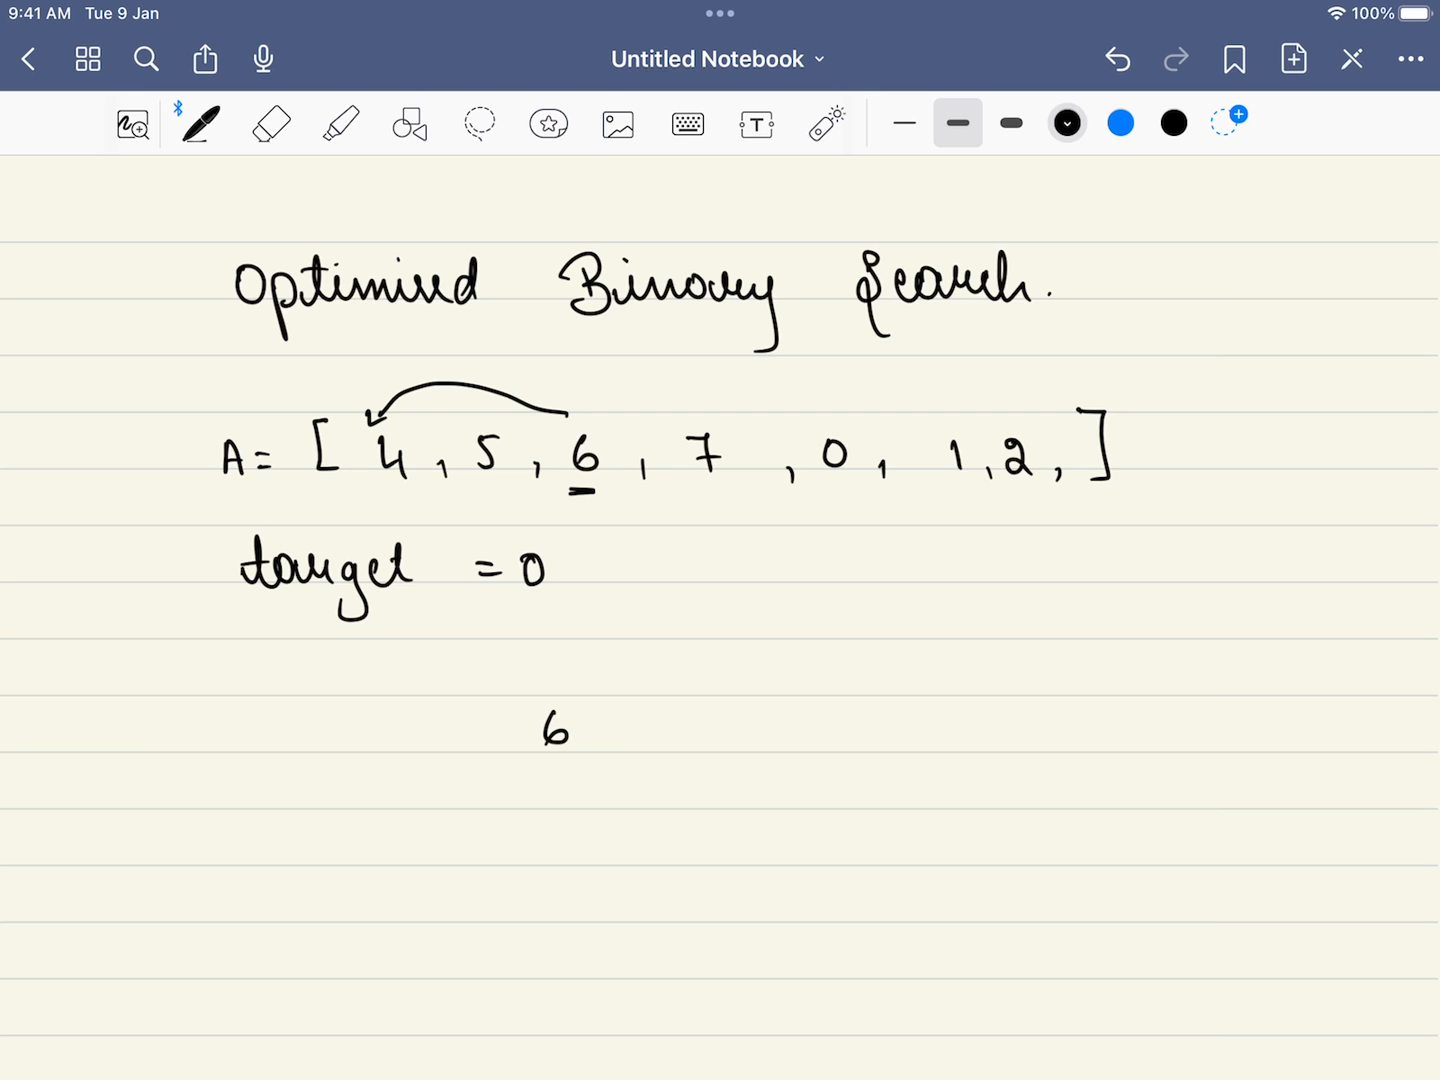 9:41 AM Tue 9 Jan 100%
Untitled Notebook
T
Optimised Binary Search.
A= [ 4, 5, 6, 7, 0, 1, 2, ]
target = 0
6